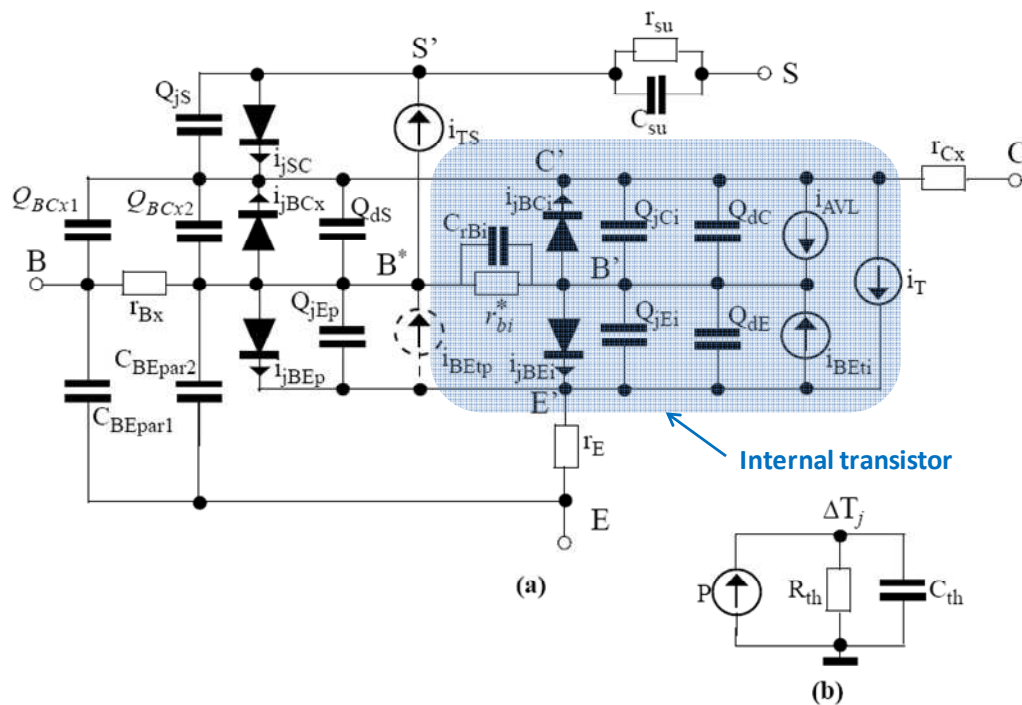 r_su
S’
S
Q_jS
C_su
i_TS
i_jSC
C’
r_Cx
C
Q_BCx1
Q_BCx2
i_jBCx
Q_dS
i_jBCi
Q_jCi
Q_dC
i_AVL
C_rBi
B
B*
B’
i_T
r_Bx
Q_jEp
r*_bi
Q_jEi
Q_dE
C_BEpar2
i_jBEp
i_BEtp
i_jBEi
i_BEti
C_BEpar1
E’
r_E
Internal transistor
E
ΔT_j
(a)
P
R_th
C_th
(b)